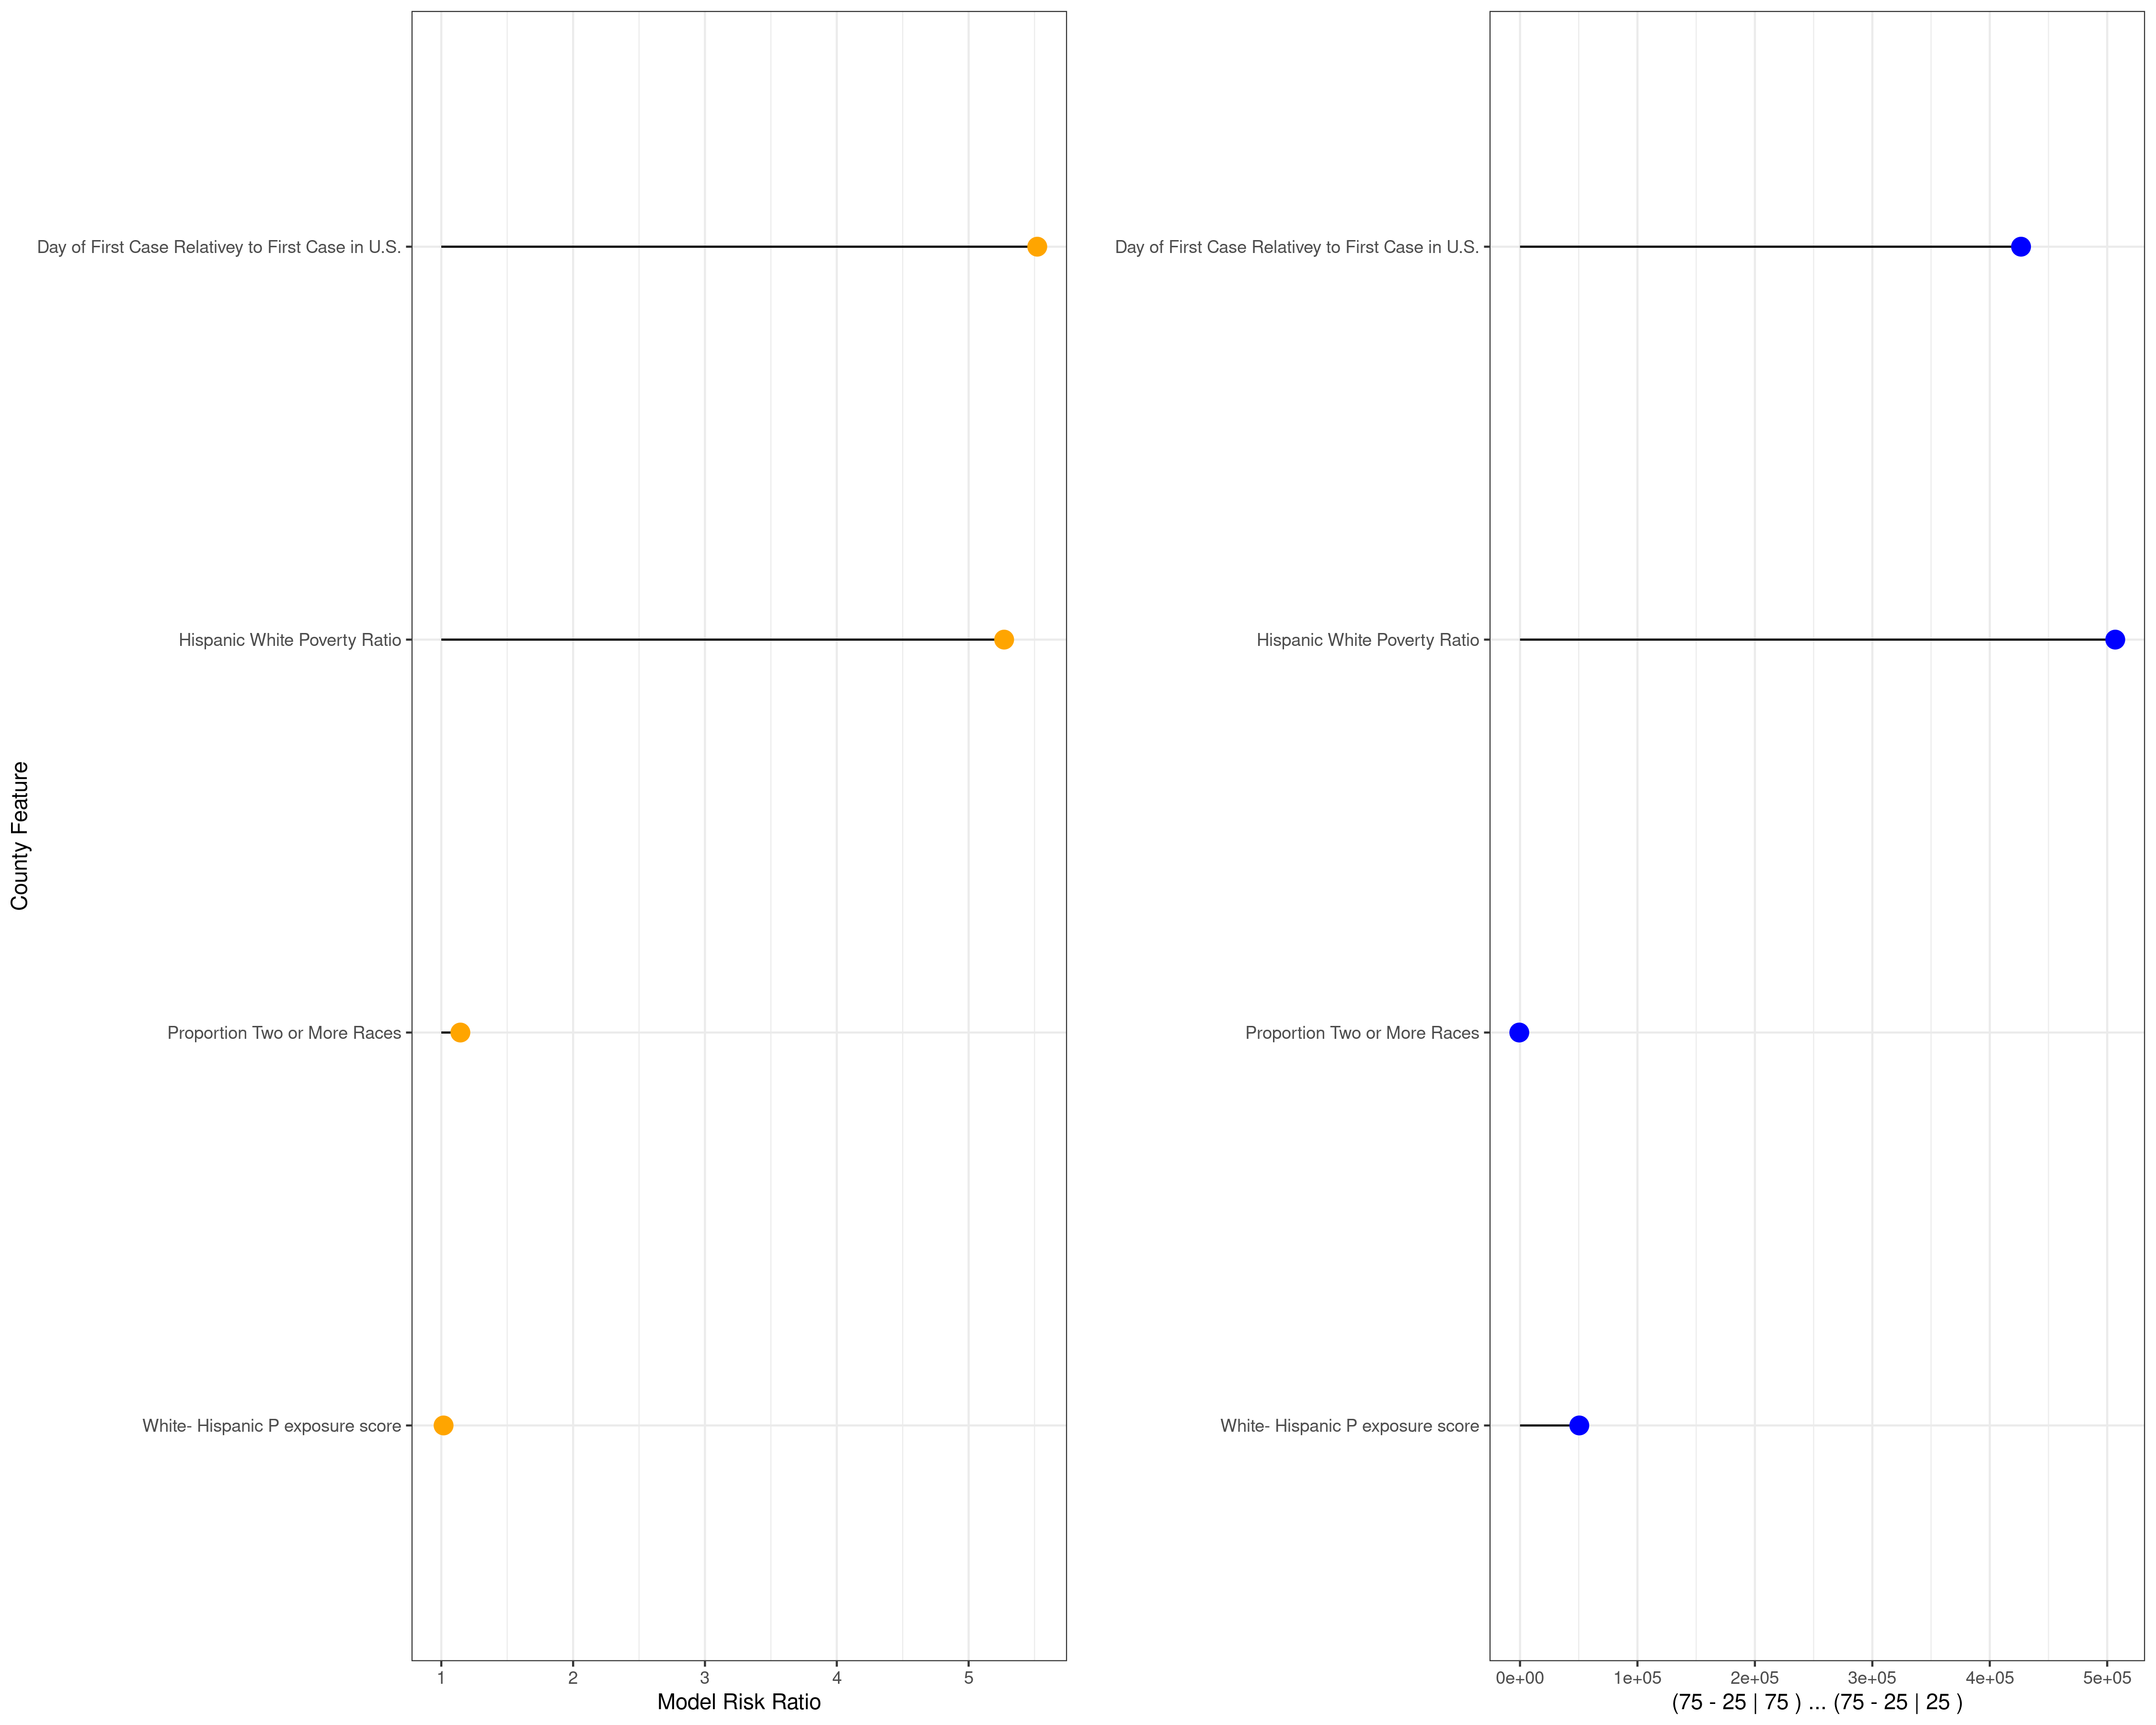 County Feature
Day of First Case Relativey to First Case in U.S.
Hispanic White Poverty Ratio
Proportion Two or More Races
White- Hispanic P exposure score
1 2 3 4 5
Model Risk Ratio
Day of First Case Relativey to First Case in U.S.
Hispanic White Poverty Ratio
Proportion Two or More Races
White- Hispanic P exposure score
0e+00 1e+05 2e+05 3e+05 4e+05 5e+05
(75 - 25 | 75 ) ... (75 - 25 | 25 )